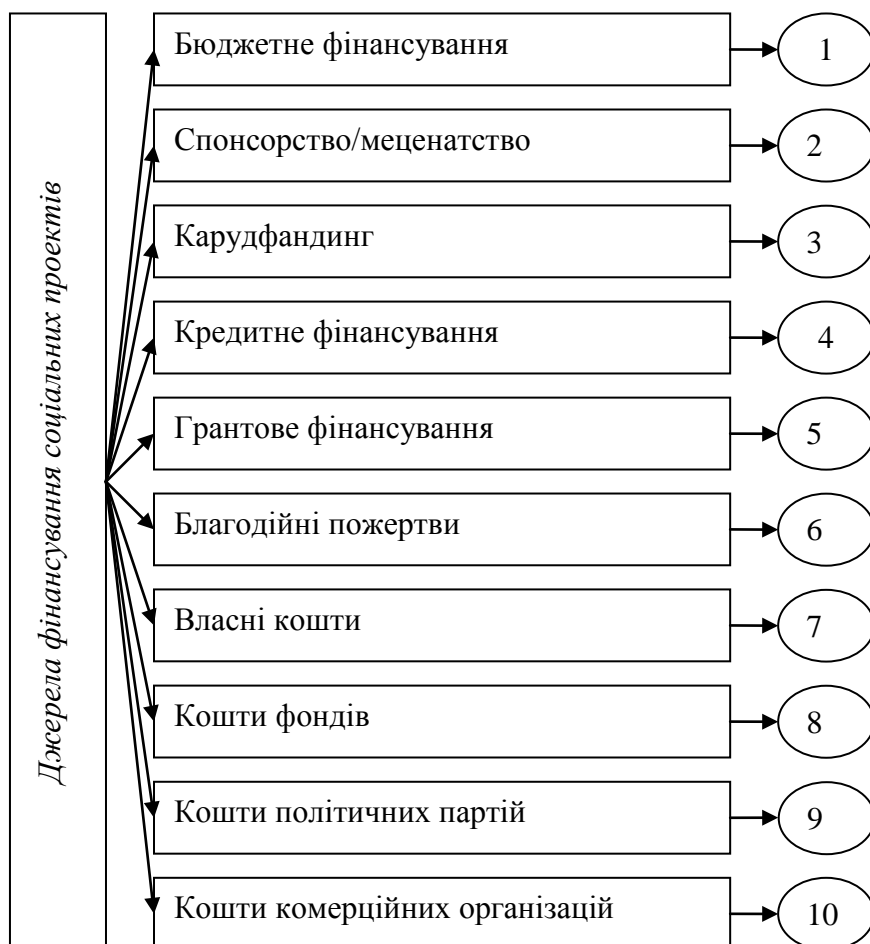 Джерела фінансування соціальних проектів
Бюджетне фінансування
1
Спонсорство/меценатство
2
Карудфандинг
3
Кредитне фінансування
4
Грантове фінансування
5
Благодійні пожертви
6
Власні кошти
7
Кошти фондів
8
Кошти політичних партій
9
Кошти комерційних організацій
10